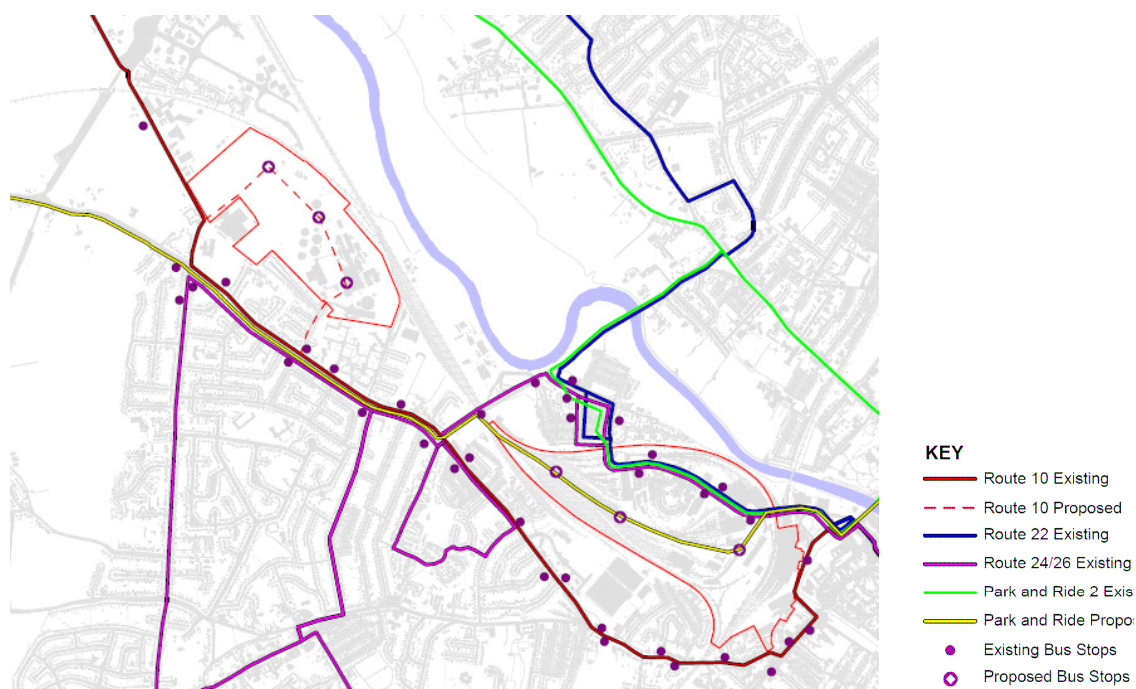 KEY
Route 10 Existing
Route 10 Proposed
Route 22 Existing
Route 24/26 Existing
Park and Ride 2 Exis
Park and Ride Propo
Existing Bus Stops
Proposed Bus Stops